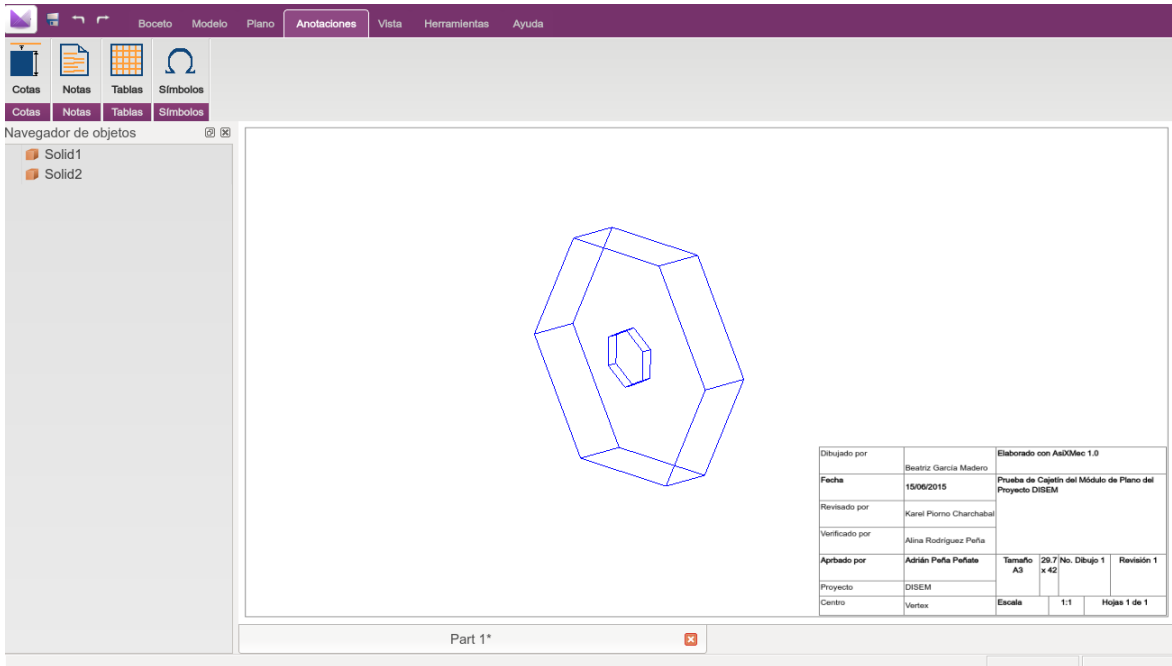 Boceto Modelo Plano Anotaciones Vista Herramientas Ayuda
Cotas Notas Tablas Símbolos
Cotas Notas Tablas Símbolos
Navegador de objetos
Solid1
Solid2
Dibujado por Beatriz García Madero Elaborado con AsiXMec 1.0
Fecha 15/06/2015 Prueba de Cajetín del Módulo de Plano del
Proyecto DISEM
Revisado por Karel Piorno Charchabal
Verificado por Alina Rodríguez Peña
Aprbado por Adrián Peña Peñate Tamaño 29.7 No. Dibujo 1 Revisión 1
A3 x 42
Proyecto DISEM
Centro Vertex Escala 1:1 Hojas 1 de 1
Part 1*